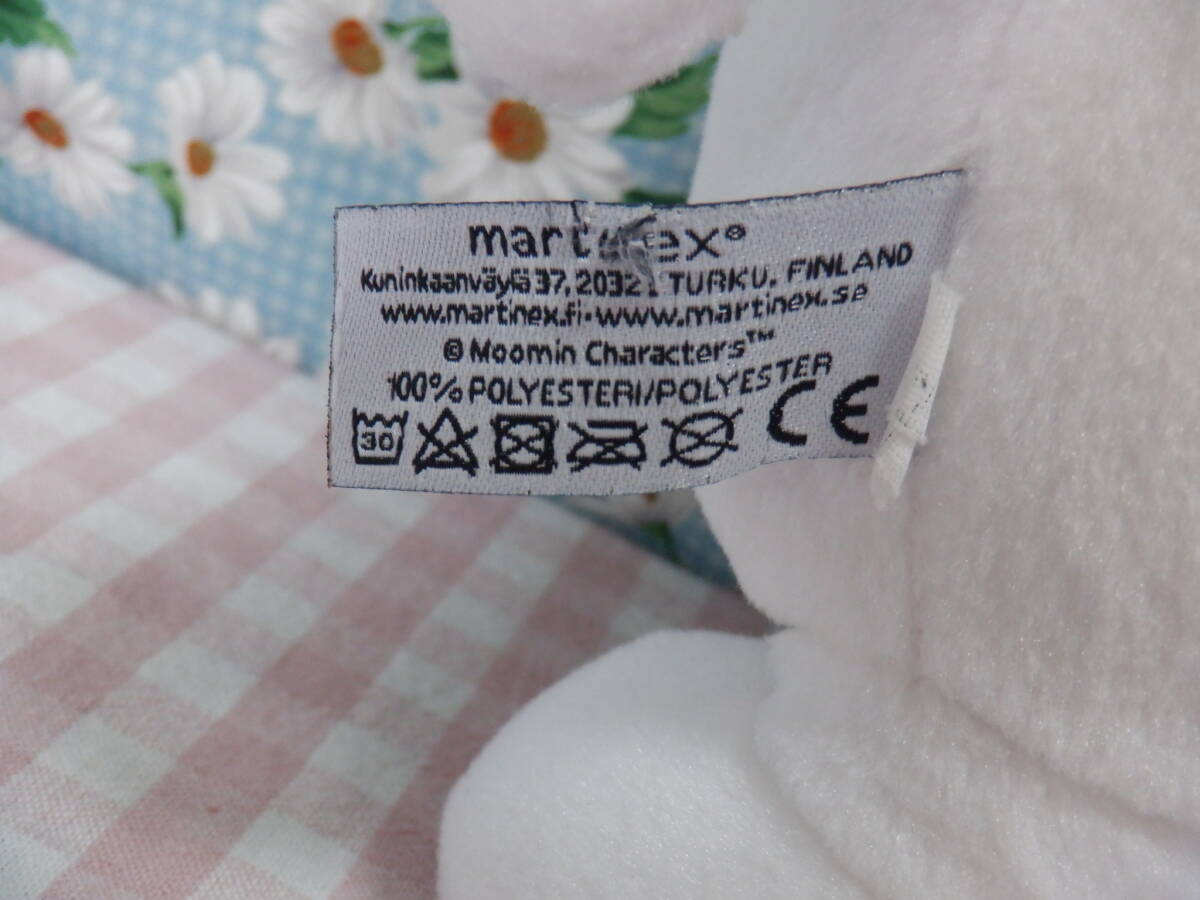 martinex®
Kuninkaanväylä 37, 20321 TURKU, FINLAND
www.martinex.fi-www.martinex.se
© Moomin Characters™
100% POLYESTERI/POLYESTER
30 CE